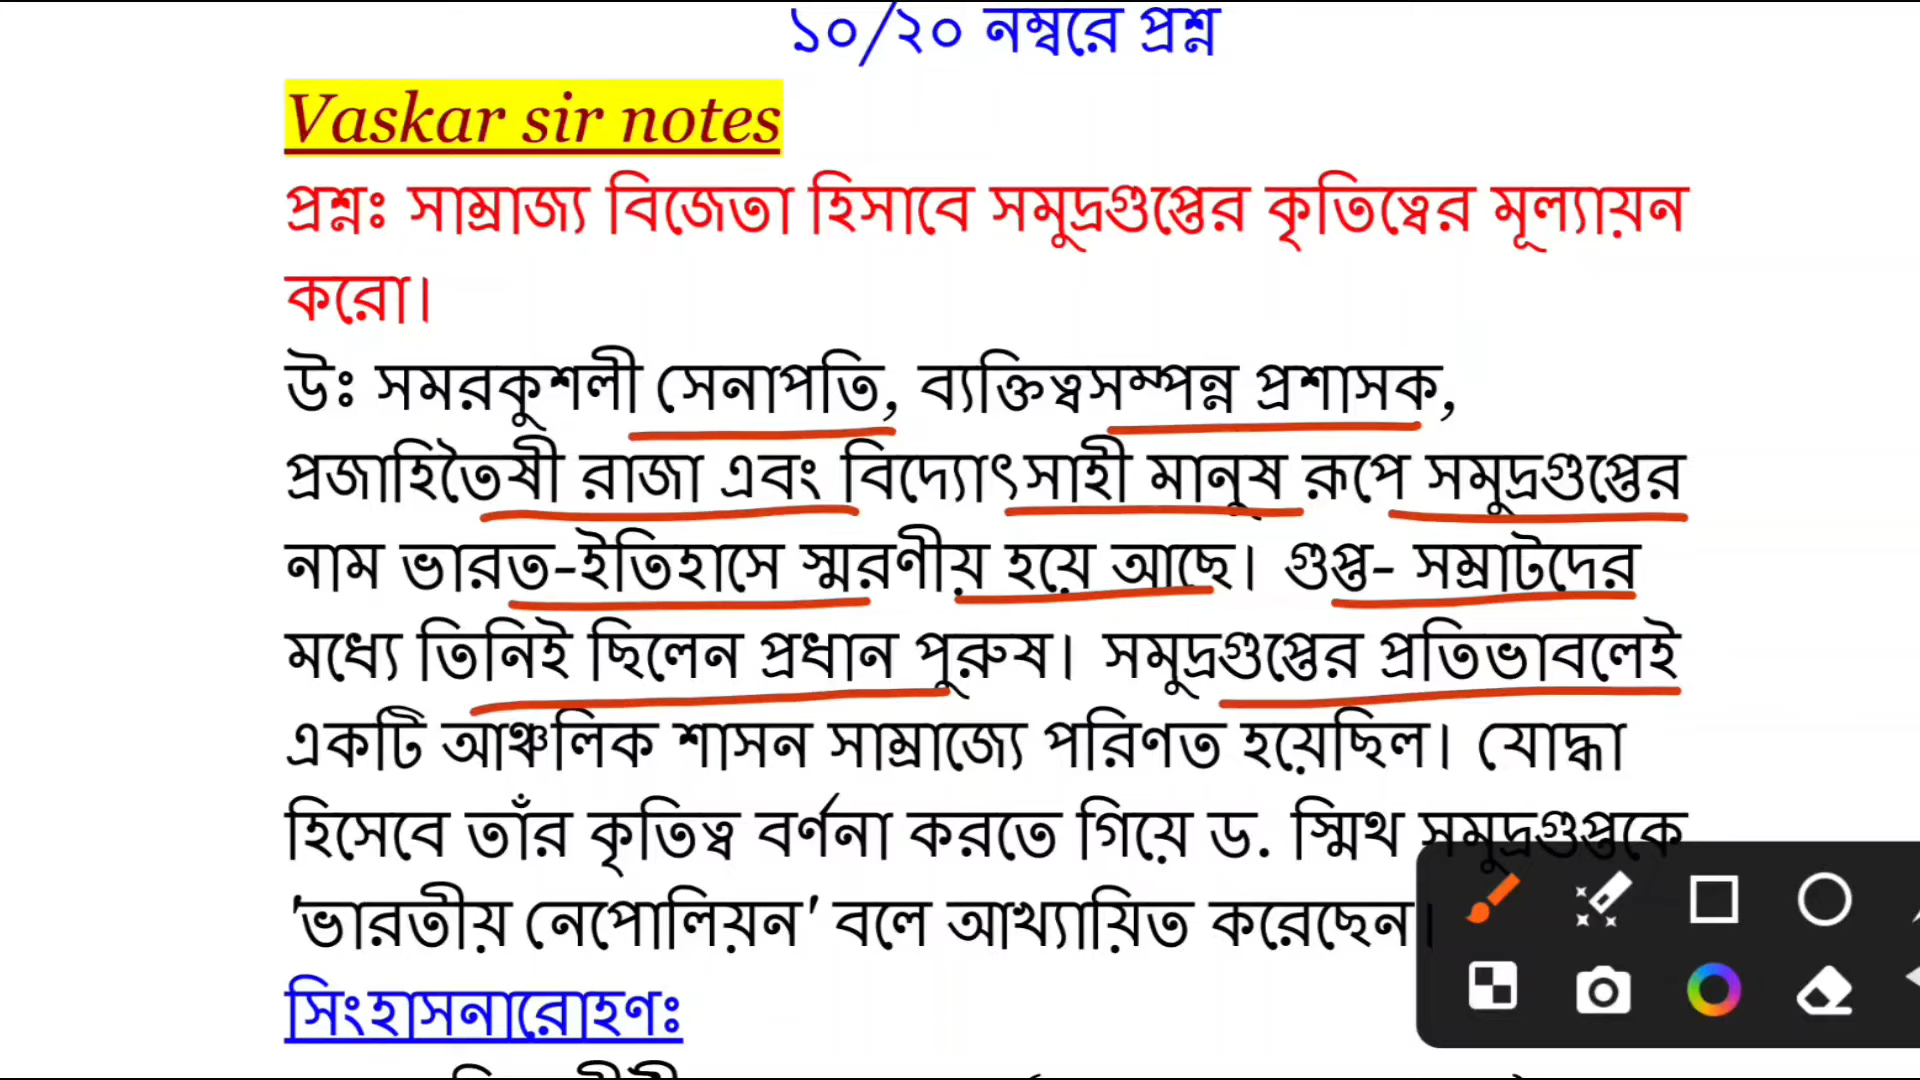 ১০/২০ নম্বরে প্রশ্ন
Vaskar sir notes
প্রশ্নঃ সাম্রাজ্য বিজেতা হিসাবে সমুদ্রগুপ্তের কৃতিত্বের মূল্যায়ন
করো।
উঃ সমরকুশলী সেনাপতি, ব্যক্তিত্বসম্পন্ন প্রশাসক,
প্রজাহিতৈষী রাজা এবং বিদ্যোৎসাহী মানুষ রূপে সমুদ্রগুপ্তের
নাম ভারত-ইতিহাসে স্মরণীয় হয়ে আছে। গুপ্ত- সম্রাটদের
মধ্যে তিনিই ছিলেন প্রধান পুরুষ। সমুদ্রগুপ্তের প্রতিভাবলেই
একটি আঞ্চলিক শাসন সাম্রাজ্যে পরিণত হয়েছিল। যোদ্ধা
হিসেবে তাঁর কৃতিত্ব বর্ণনা করতে গিয়ে ড. স্মিথ সমুদ্রগুপ্তকে
'ভারতীয় নেপোলিয়ন' বলে আখ্যায়িত করেছেন।
সিংহাসনারোহণঃ